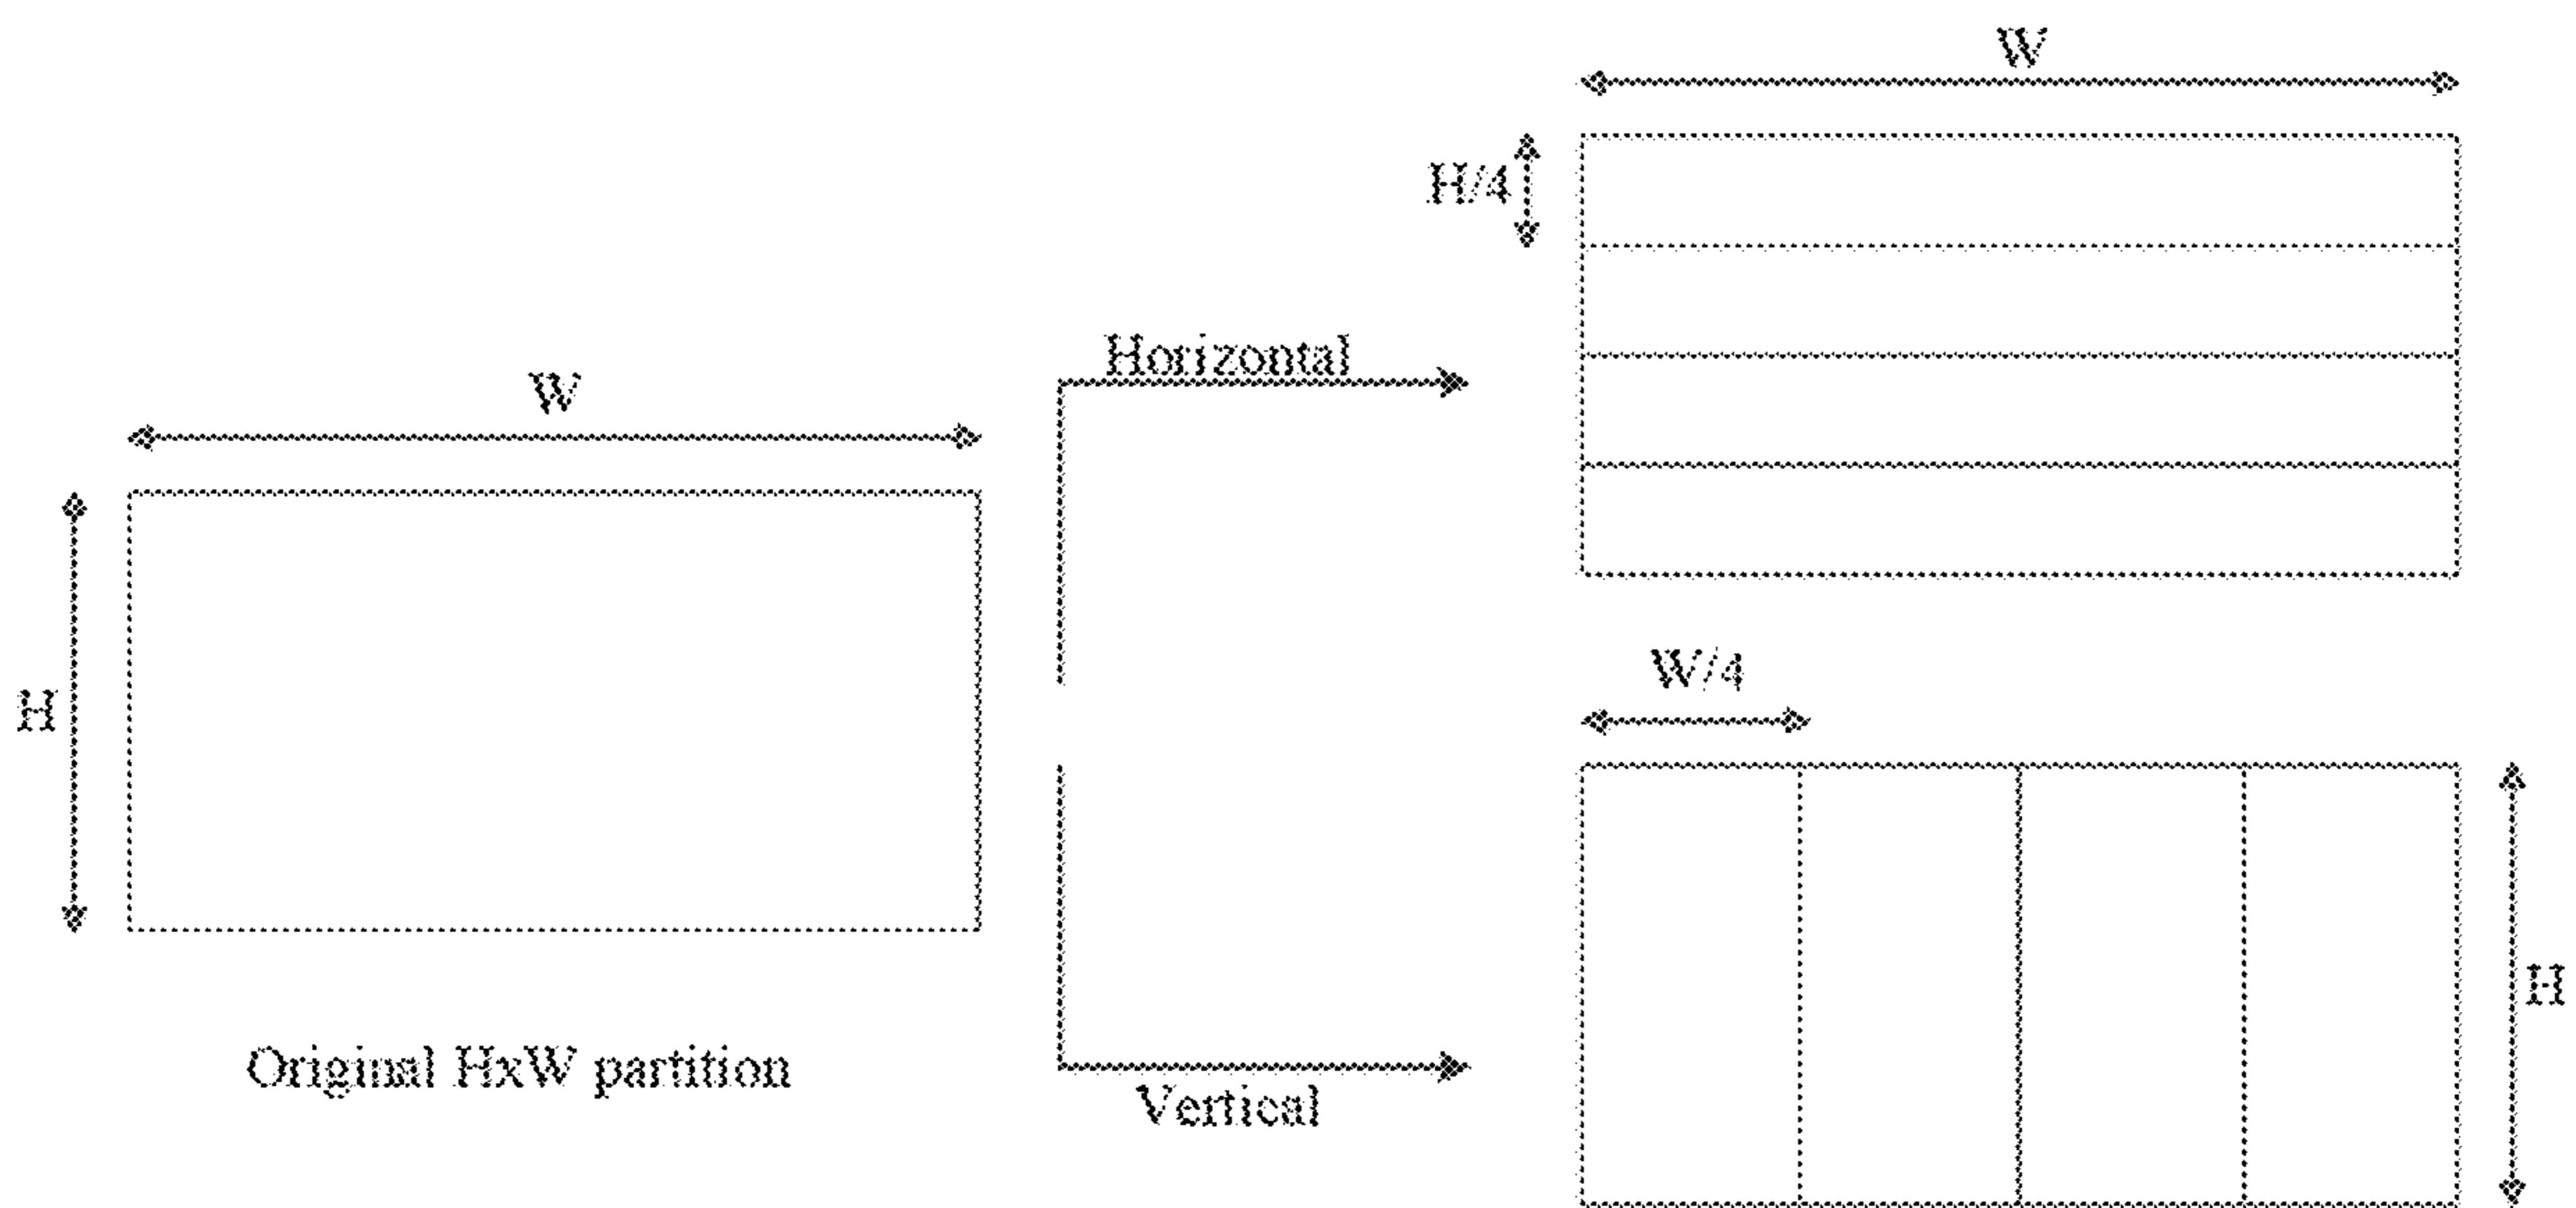 W
H/4
Horizontal
W
H
W/4
H
Original HxW partition
Vertical